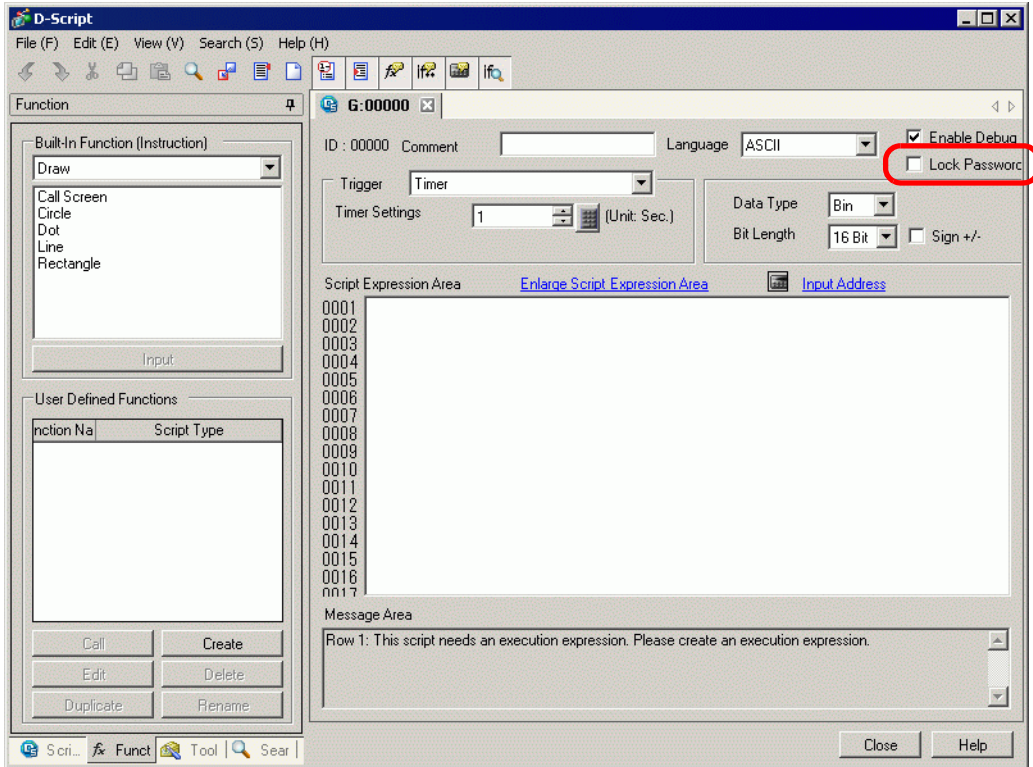 D-Script
File (F) Edit (E) View (V) Search (S) Help (H)
Function
G:00000
Built-In Function (Instruction)
Draw
Call Screen
Circle
Dot
Line
Rectangle
Input
User Defined Functions
nction Na Script Type
Call Create
Edit Delete
Duplicate Rename
Scri... Funct Tool Sear
ID : 00000 Comment Language ASCII Enable Debug
Lock Password
Trigger Timer
Timer Settings 1 (Unit: Sec.)
Data Type Bin
Bit Length 16 Bit Sign +/-
Script Expression Area Enlarge Script Expression Area Input Address
0001
0002
0003
0004
0005
0006
0007
0008
0009
0010
0011
0012
0013
0014
0015
0016
0017
Message Area
Row 1: This script needs an execution expression. Please create an execution expression.
Close Help